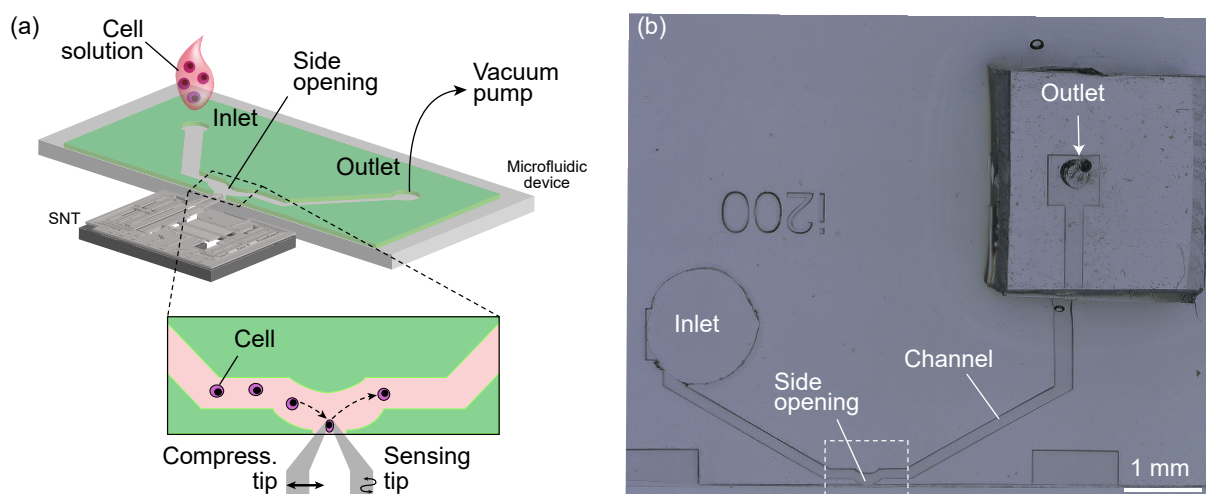 (a)
Cell
solution
Side
opening
Vacuum
pump
Inlet
Outlet
Microfluidic
device
SNT
Cell
Compress.
tip
Sensing
tip
(b)
Outlet
i200
Inlet
Channel
Side
opening
1 mm